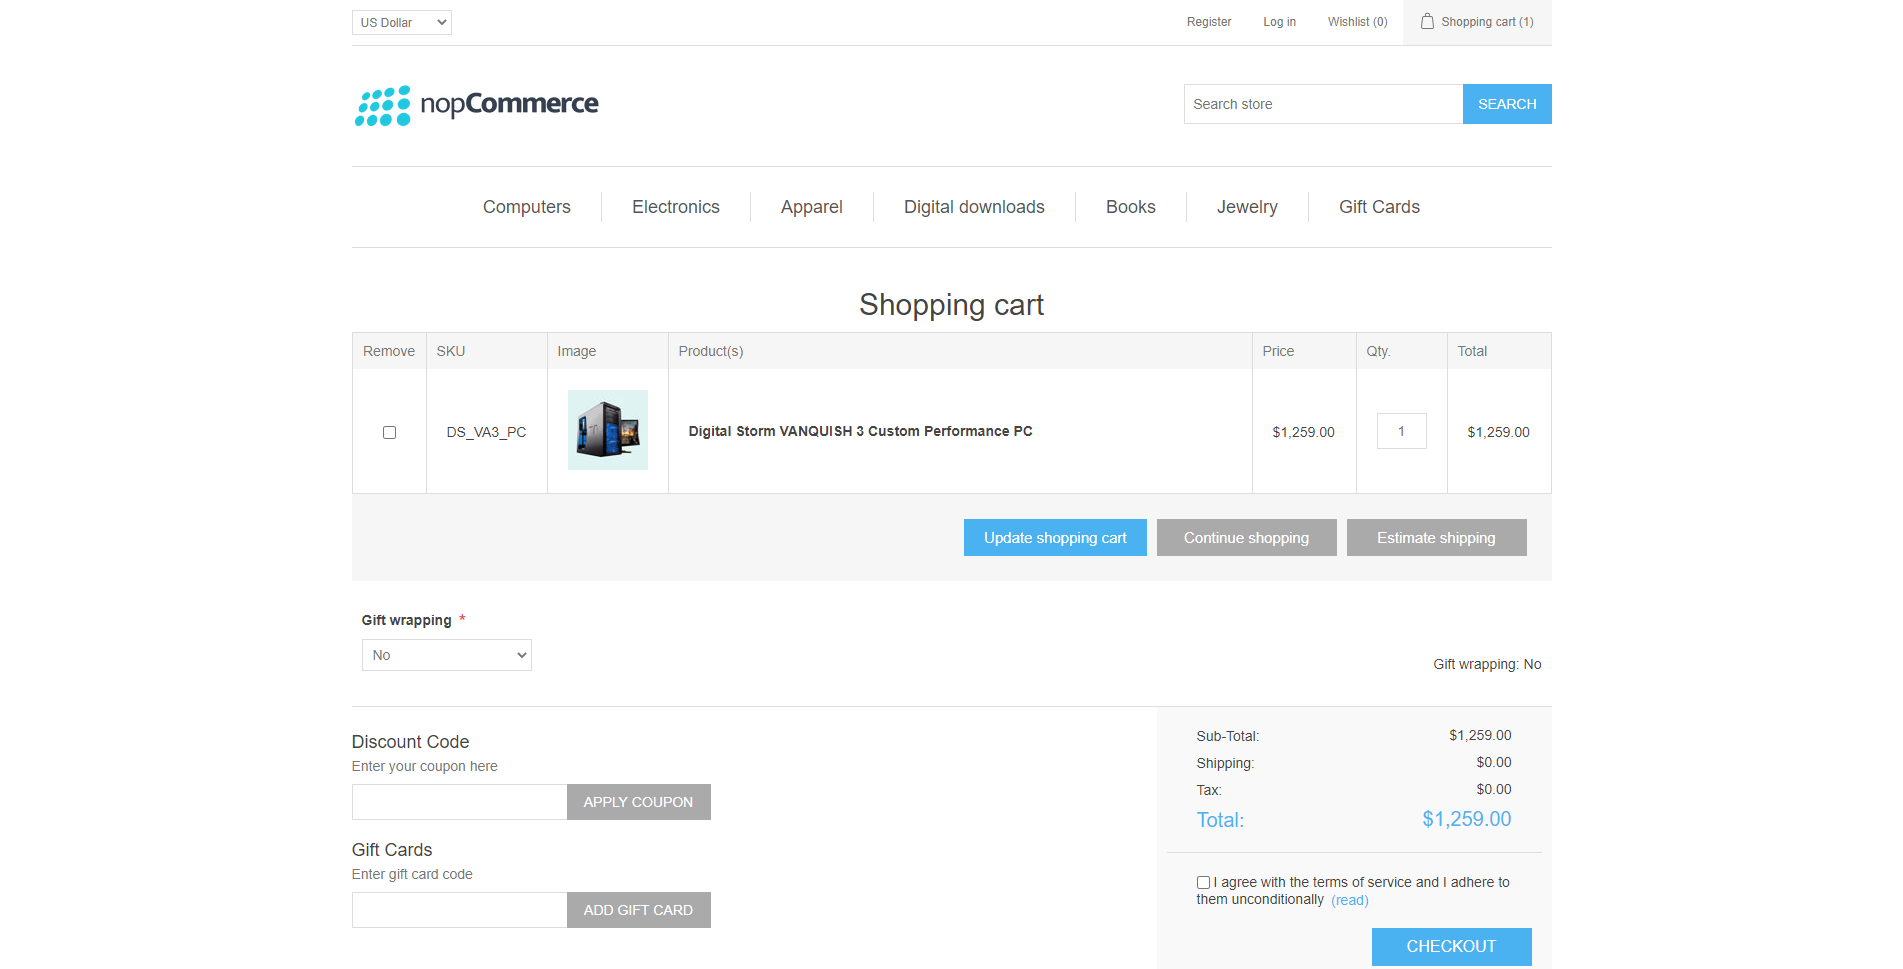 US Dollar
Register
Log in
Wishlist (0)
Shopping cart (1)
nopCommerce
Search store
SEARCH
Computers
Electronics
Apparel
Digital downloads
Books
Jewelry
Gift Cards
Shopping cart
Remove
SKU
Image
Product(s)
Price
Qty.
Total
DS_VA3_PC
Digital Storm VANQUISH 3 Custom Performance PC
$1,259.00
1
$1,259.00
Update shopping cart
Continue shopping
Estimate shipping
Gift wrapping *
No
Gift wrapping: No
Discount Code
Enter your coupon here
APPLY COUPON
Gift Cards
Enter gift card code
ADD GIFT CARD
Sub-Total:
$1,259.00
Shipping:
$0.00
Tax:
$0.00
Total:
$1,259.00
I agree with the terms of service and I adhere to
them unconditionally (read)
CHECKOUT